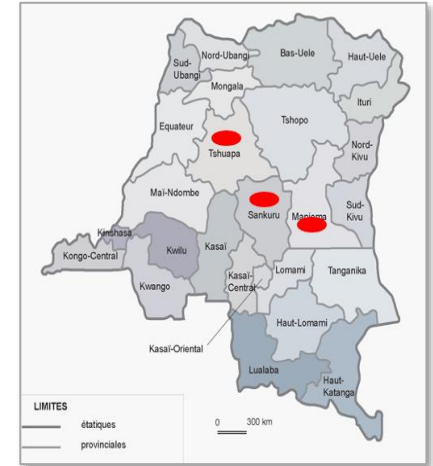 Nord-Ubangi
Bas-Uele
Haut-Uele
Sud-
Ubangi
Mongala
Ituri
Equateur
Tshopo
Tshuapa
Nord-
Kivu
Maï-Ndombe
Sankuru
Maniema
Sud-
Kivu
Kinshasa
Kwilu
Kasaï
Kongo-Central
Kasaï-
Central
Lomami
Tanganika
Kwango
Haut-Lomami
Kasaï-Oriental
Lualaba
Haut-
Katanga
LIMITES
étatiques
provinciales
0 300 km